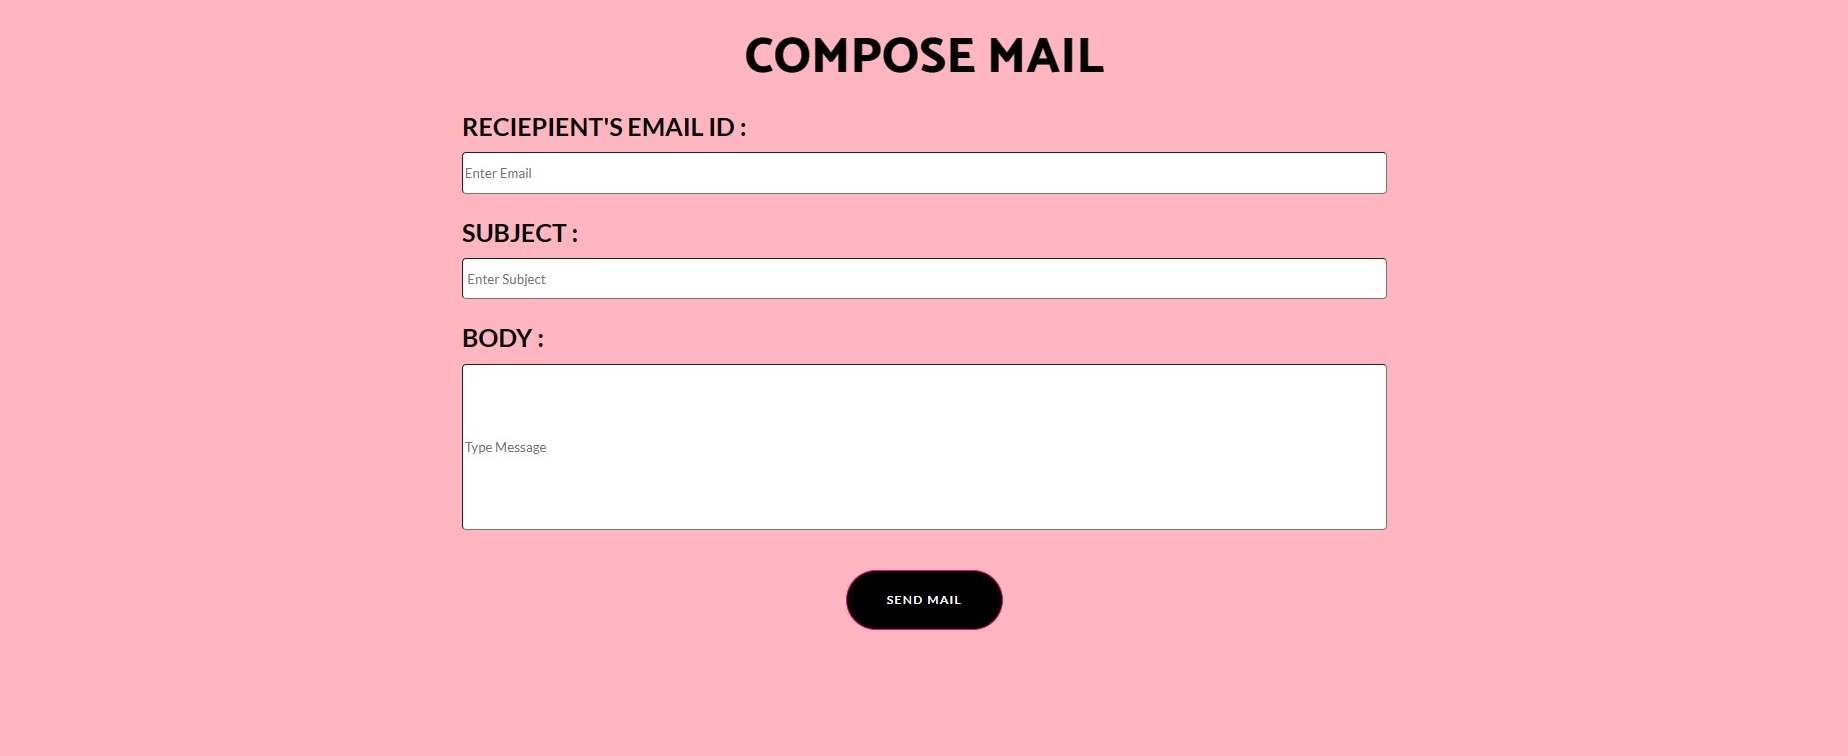 COMPOSE MAIL
RECIEPIENT'S EMAIL ID :
Enter Email
SUBJECT :
Enter Subject
BODY :
Type Message
SEND MAIL